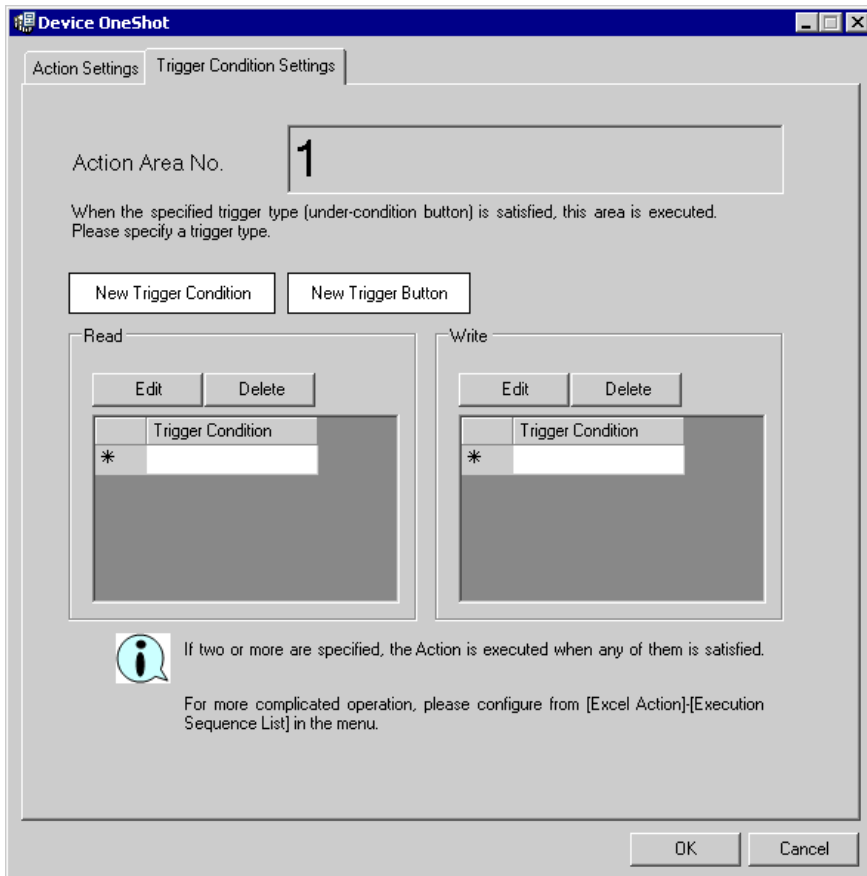 Device OneShot
Action Settings
Trigger Condition Settings
Action Area No.
1
When the specified trigger type (under-condition button) is satisfied, this area is executed.
Please specify a trigger type.
New Trigger Condition
New Trigger Button
Read
Write
Edit
Delete
Edit
Delete
Trigger Condition
Trigger Condition
*
*
If two or more are specified, the Action is executed when any of them is satisfied.
For more complicated operation, please configure from [Excel Action]-[Execution
Sequence List] in the menu.
OK
Cancel